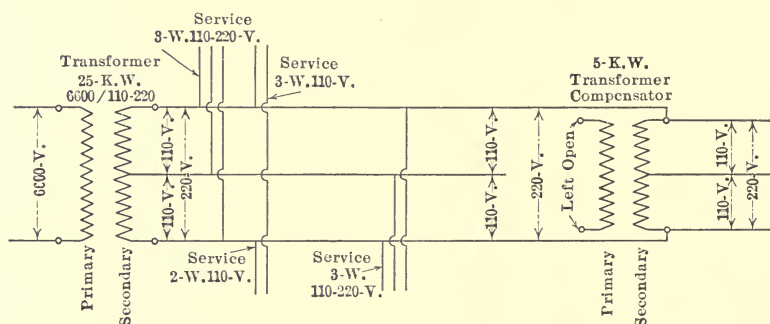 Service
3-W.110-220-V.
Transformer
25-K.W.
6600/110-220
Service
3-W.110-V.
5-K.W.
Transformer
Compensator
6600-V.
110-V.
110-V.
220-V.
110-V.
110-V.
220-V.
Left Open
110-V.
110-V.
220-V.
Primary
Secondary
Service
2-W.110-V.
Service
3-W.
110-220-V.
Primary
Secondary